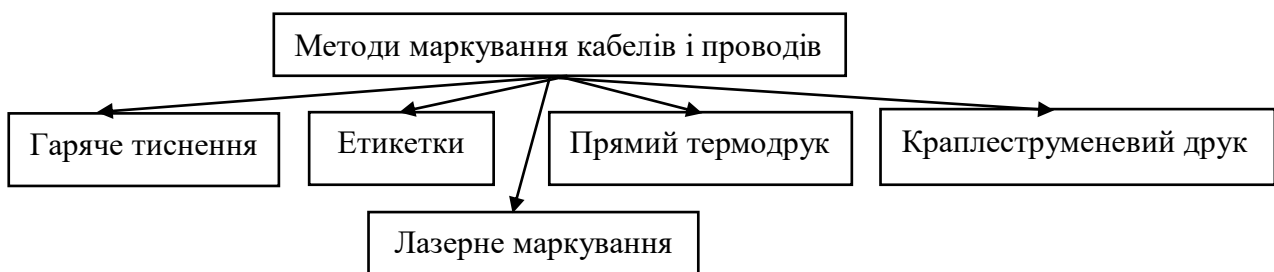 Методи маркування кабелів і проводів
Гаряче тиснення
Етикетки
Прямий термодрук
Краплеструменевий друк
Лазерне маркування